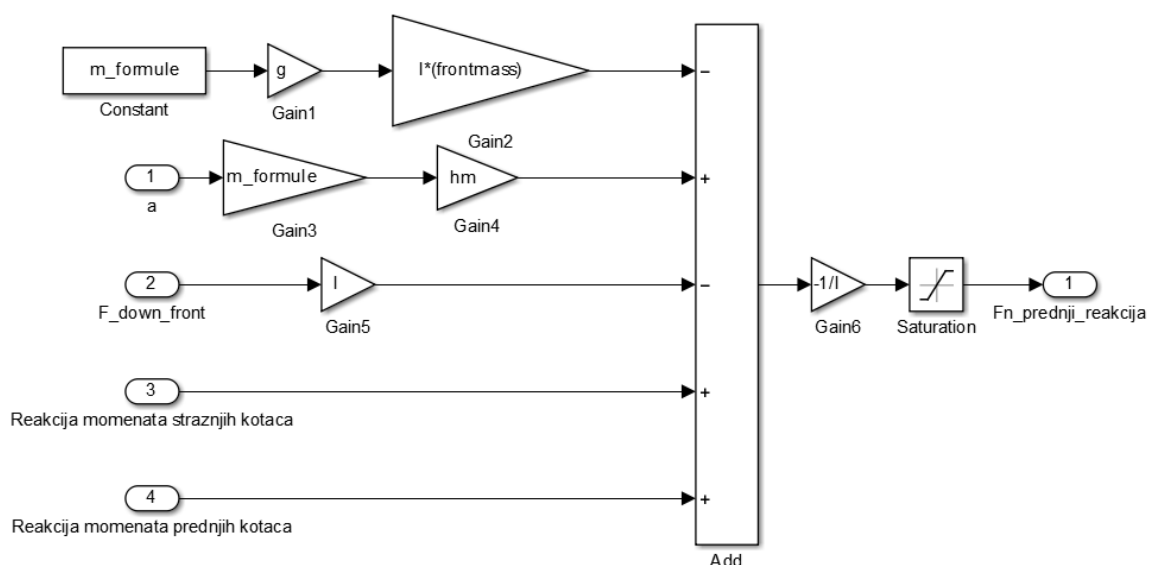 m_formule
Constant
g
Gain1
l*(frontmass)
Gain2
−
1
a
m_formule
Gain3
hm
Gain4
+
2
F_down_front
l
Gain5
−
-1/l
Gain6
Saturation
1
Fn_prednji_reakcija
3
Reakcija momenata straznjih kotaca
+
4
Reakcija momenata prednjih kotaca
+
Add